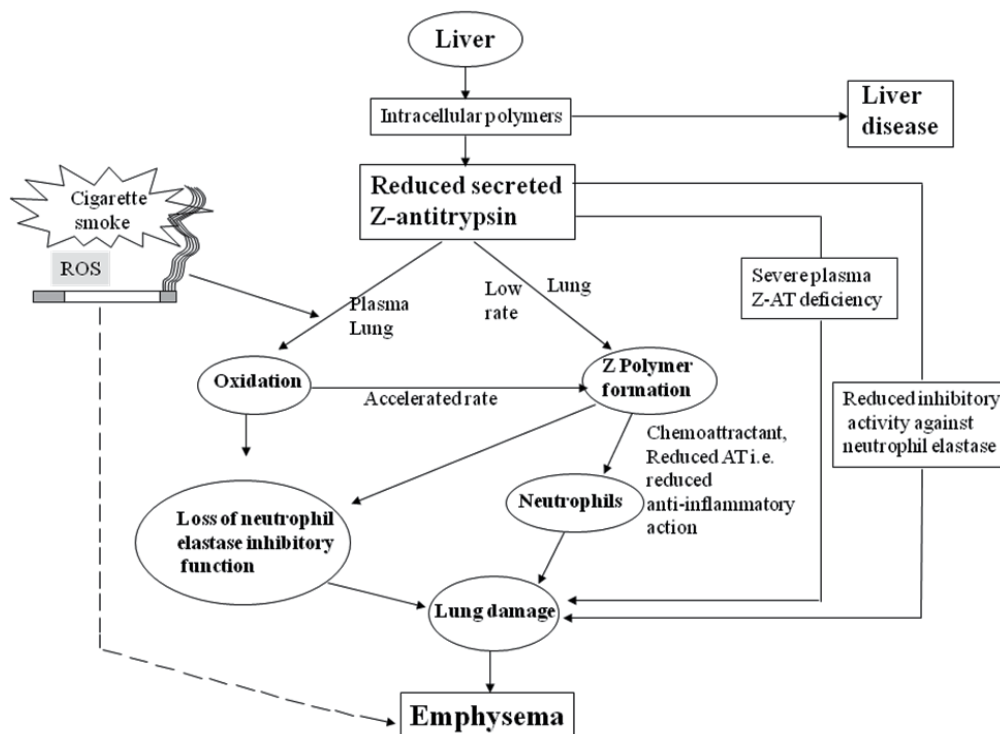 Liver
Intracellular polymers
Liver
disease
Reduced secreted
Z-antitrypsin
Cigarette
smoke
ROS
Plasma
Lung
Low
rate
Lung
Severe plasma
Z-AT deficiency
Oxidation
Accelerated rate
Z Polymer
formation
Reduced inhibitory
activity against
neutrophil elastase
Chemoattractant,
Reduced AT i.e.
reduced
anti-inflammatory
action
Neutrophils
Loss of neutrophil
elastase inhibitory
function
Lung damage
Emphysema